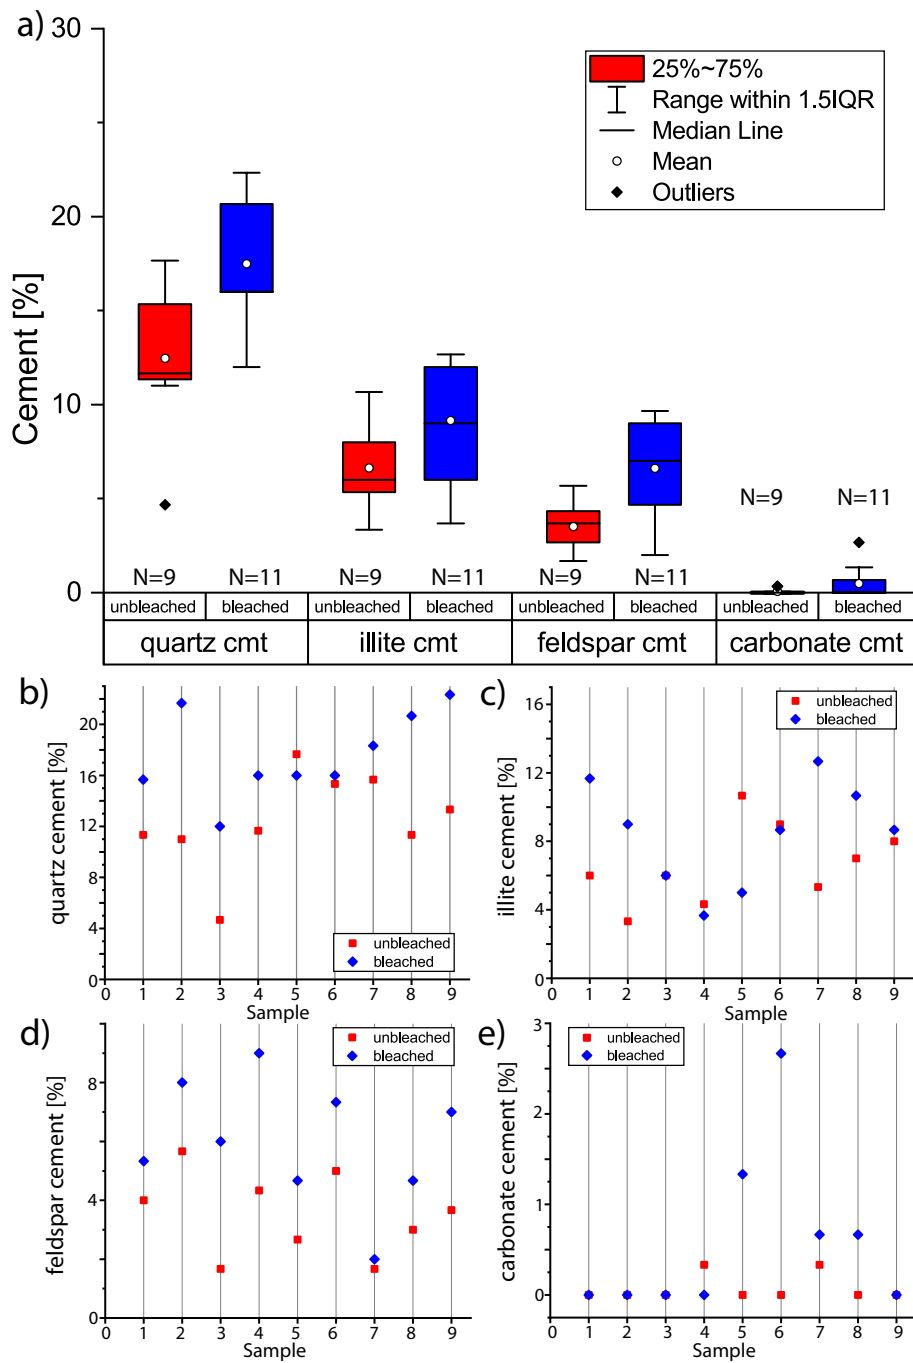 a)
30
20
10
0
Cement [%]
25%~75%
Range within 1.5IQR
Median Line
Mean
Outliers
N=9 N=11 N=9 N=11 N=9 N=11 N=9 N=11
unbleached bleached unbleached bleached unbleached bleached unbleached bleached
quartz cmt illite cmt feldspar cmt carbonate cmt
b)
quartz cement [%]
20
16
12
8
4
0
unbleached
bleached
0 1 2 3 4 5 6 7 8 9
Sample
c)
illite cement [%]
16
12
8
4
0
unbleached
bleached
0 1 2 3 4 5 6 7 8 9
Sample
d)
feldspar cement [%]
8
4
0
unbleached
bleached
0 1 2 3 4 5 6 7 8 9
Sample
e)
carbonate cement [%]
3
2
2
1
1
0
unbleached
bleached
0 1 2 3 4 5 6 7 8 9
Sample